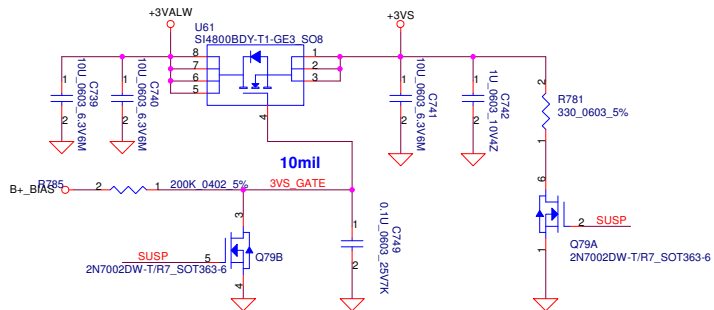 +3VALW
+3VS
U61
SI4800BDY-T1-GE3_SO8
8
7
6
5
1
2
3
4
1
2
C739
10U_0603_6.3V6M
1
2
C740
10U_0603_6.3V6M
1
2
C741
10U_0603_6.3V6M
1
2
C742
1U_0603_10V4Z
2
1
R781
330_0603_5%
10mil
B+_BIAS
R785
2
1
200K_0402_5%
3VS_GATE
3
5
4
SUSP
Q79B
2N7002DW-T/R7_SOT363-6
1
2
C749
0.1U_0603_25V7K
6
2
1
SUSP
Q79A
2N7002DW-T/R7_SOT363-6